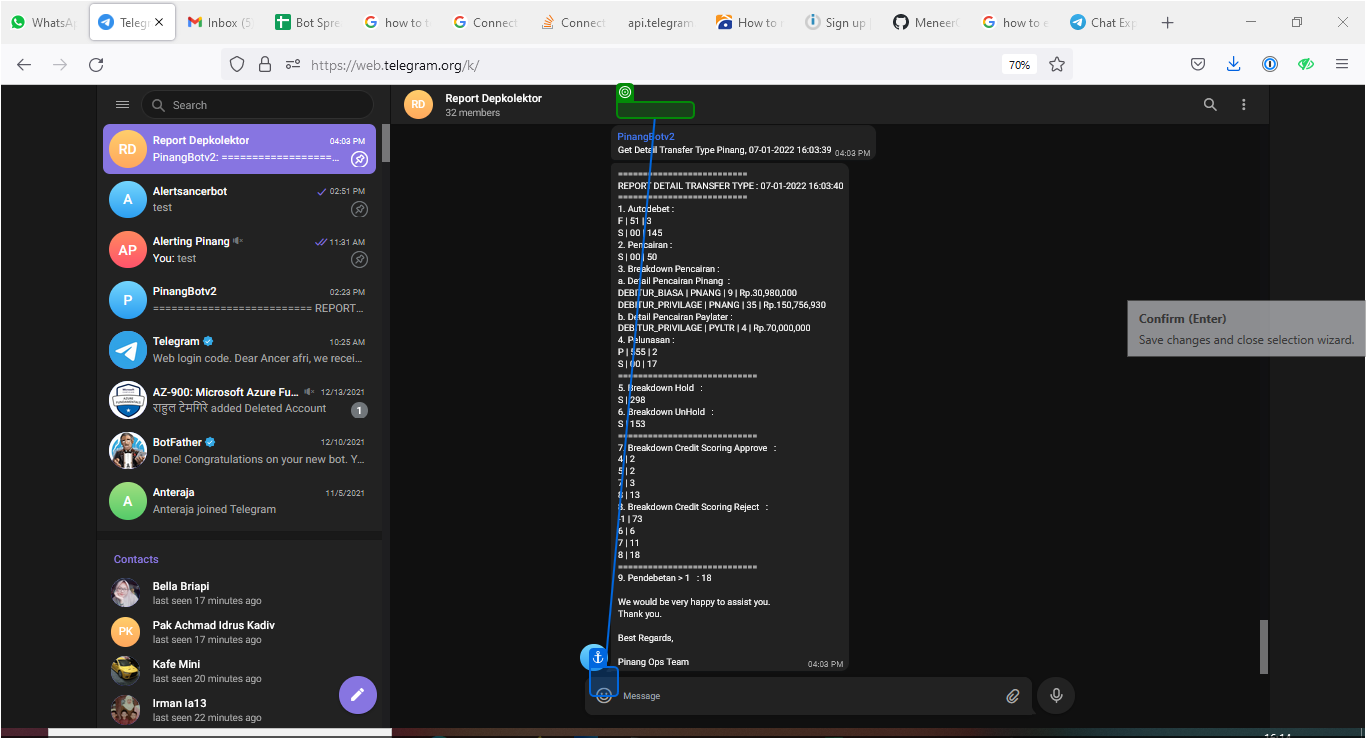 WhatsA
Telegr
Inbox (5)
Bot Spre
how to t
Connect
Connect
api.telegram
How to
Sign up
Meneer
how to e
Chat Exp
https://web.telegram.org/k/
70%
Search
RD
Report Depkolektor
04:03 PM
PinangBotv2: ===================...
A
Alertsancerbot
02:51 PM
test
AP
Alerting Pinang
11:31 AM
You: test
P
PinangBotv2
02:23 PM
========================== REPORT...
Telegram
10:25 AM
Web login code. Dear Ancer afri, we recei...
AZ-900: Microsoft Azure Fu...
12/13/2021
राहुल टेमगिरे added Deleted Account
1
BotFather
12/10/2021
Done! Congratulations on your new bot. Y...
A
Anteraja
11/5/2021
Anteraja joined Telegram
Contacts
Bella Briapi
last seen 17 minutes ago
PK
Pak Achmad Idrus Kadiv
last seen 17 minutes ago
Kafe Mini
last seen 20 minutes ago
Irman Ia13
last seen 22 minutes ago
RD
Report Depkolektor
32 members
PinangBotv2
Get Detail Transfer Type Pinang, 07-01-2022 16:03:39
04:03 PM
==========================
REPORT DETAIL TRANSFER TYPE : 07-01-2022 16:03:40
==========================
1. Autodebet :
F | 51 | 3
S | 00 | 145
2. Pencairan :
S | 00 | 50
3. Breakdown Pencairan :
a. Detail Pencairan Pinang :
DEBITUR_BIASA | PNANG | 9 | Rp.30,980,000
DEBITUR_PRIVILAGE | PNANG | 35 | Rp.150,756,930
b. Detail Pencairan Paylater :
DEBITUR_PRIVILAGE | PYLTR | 4 | Rp.70,000,000
4. Pelunasan :
P | 555 | 2
S | 00 | 17
============================
5. Breakdown Hold :
S | 298
6. Breakdown UnHold :
S | 153
============================
7. Breakdown Credit Scoring Approve :
4 | 2
5 | 2
7 | 3
8 | 13
8. Breakdown Credit Scoring Reject :
-1 | 73
6 | 6
7 | 11
8 | 18
============================
9. Pendebetan > 1 : 18
We would be very happy to assist you.
Thank you.
Best Regards,
Pinang Ops Team
04:03 PM
Message
Confirm (Enter)
Save changes and close selection wizard.